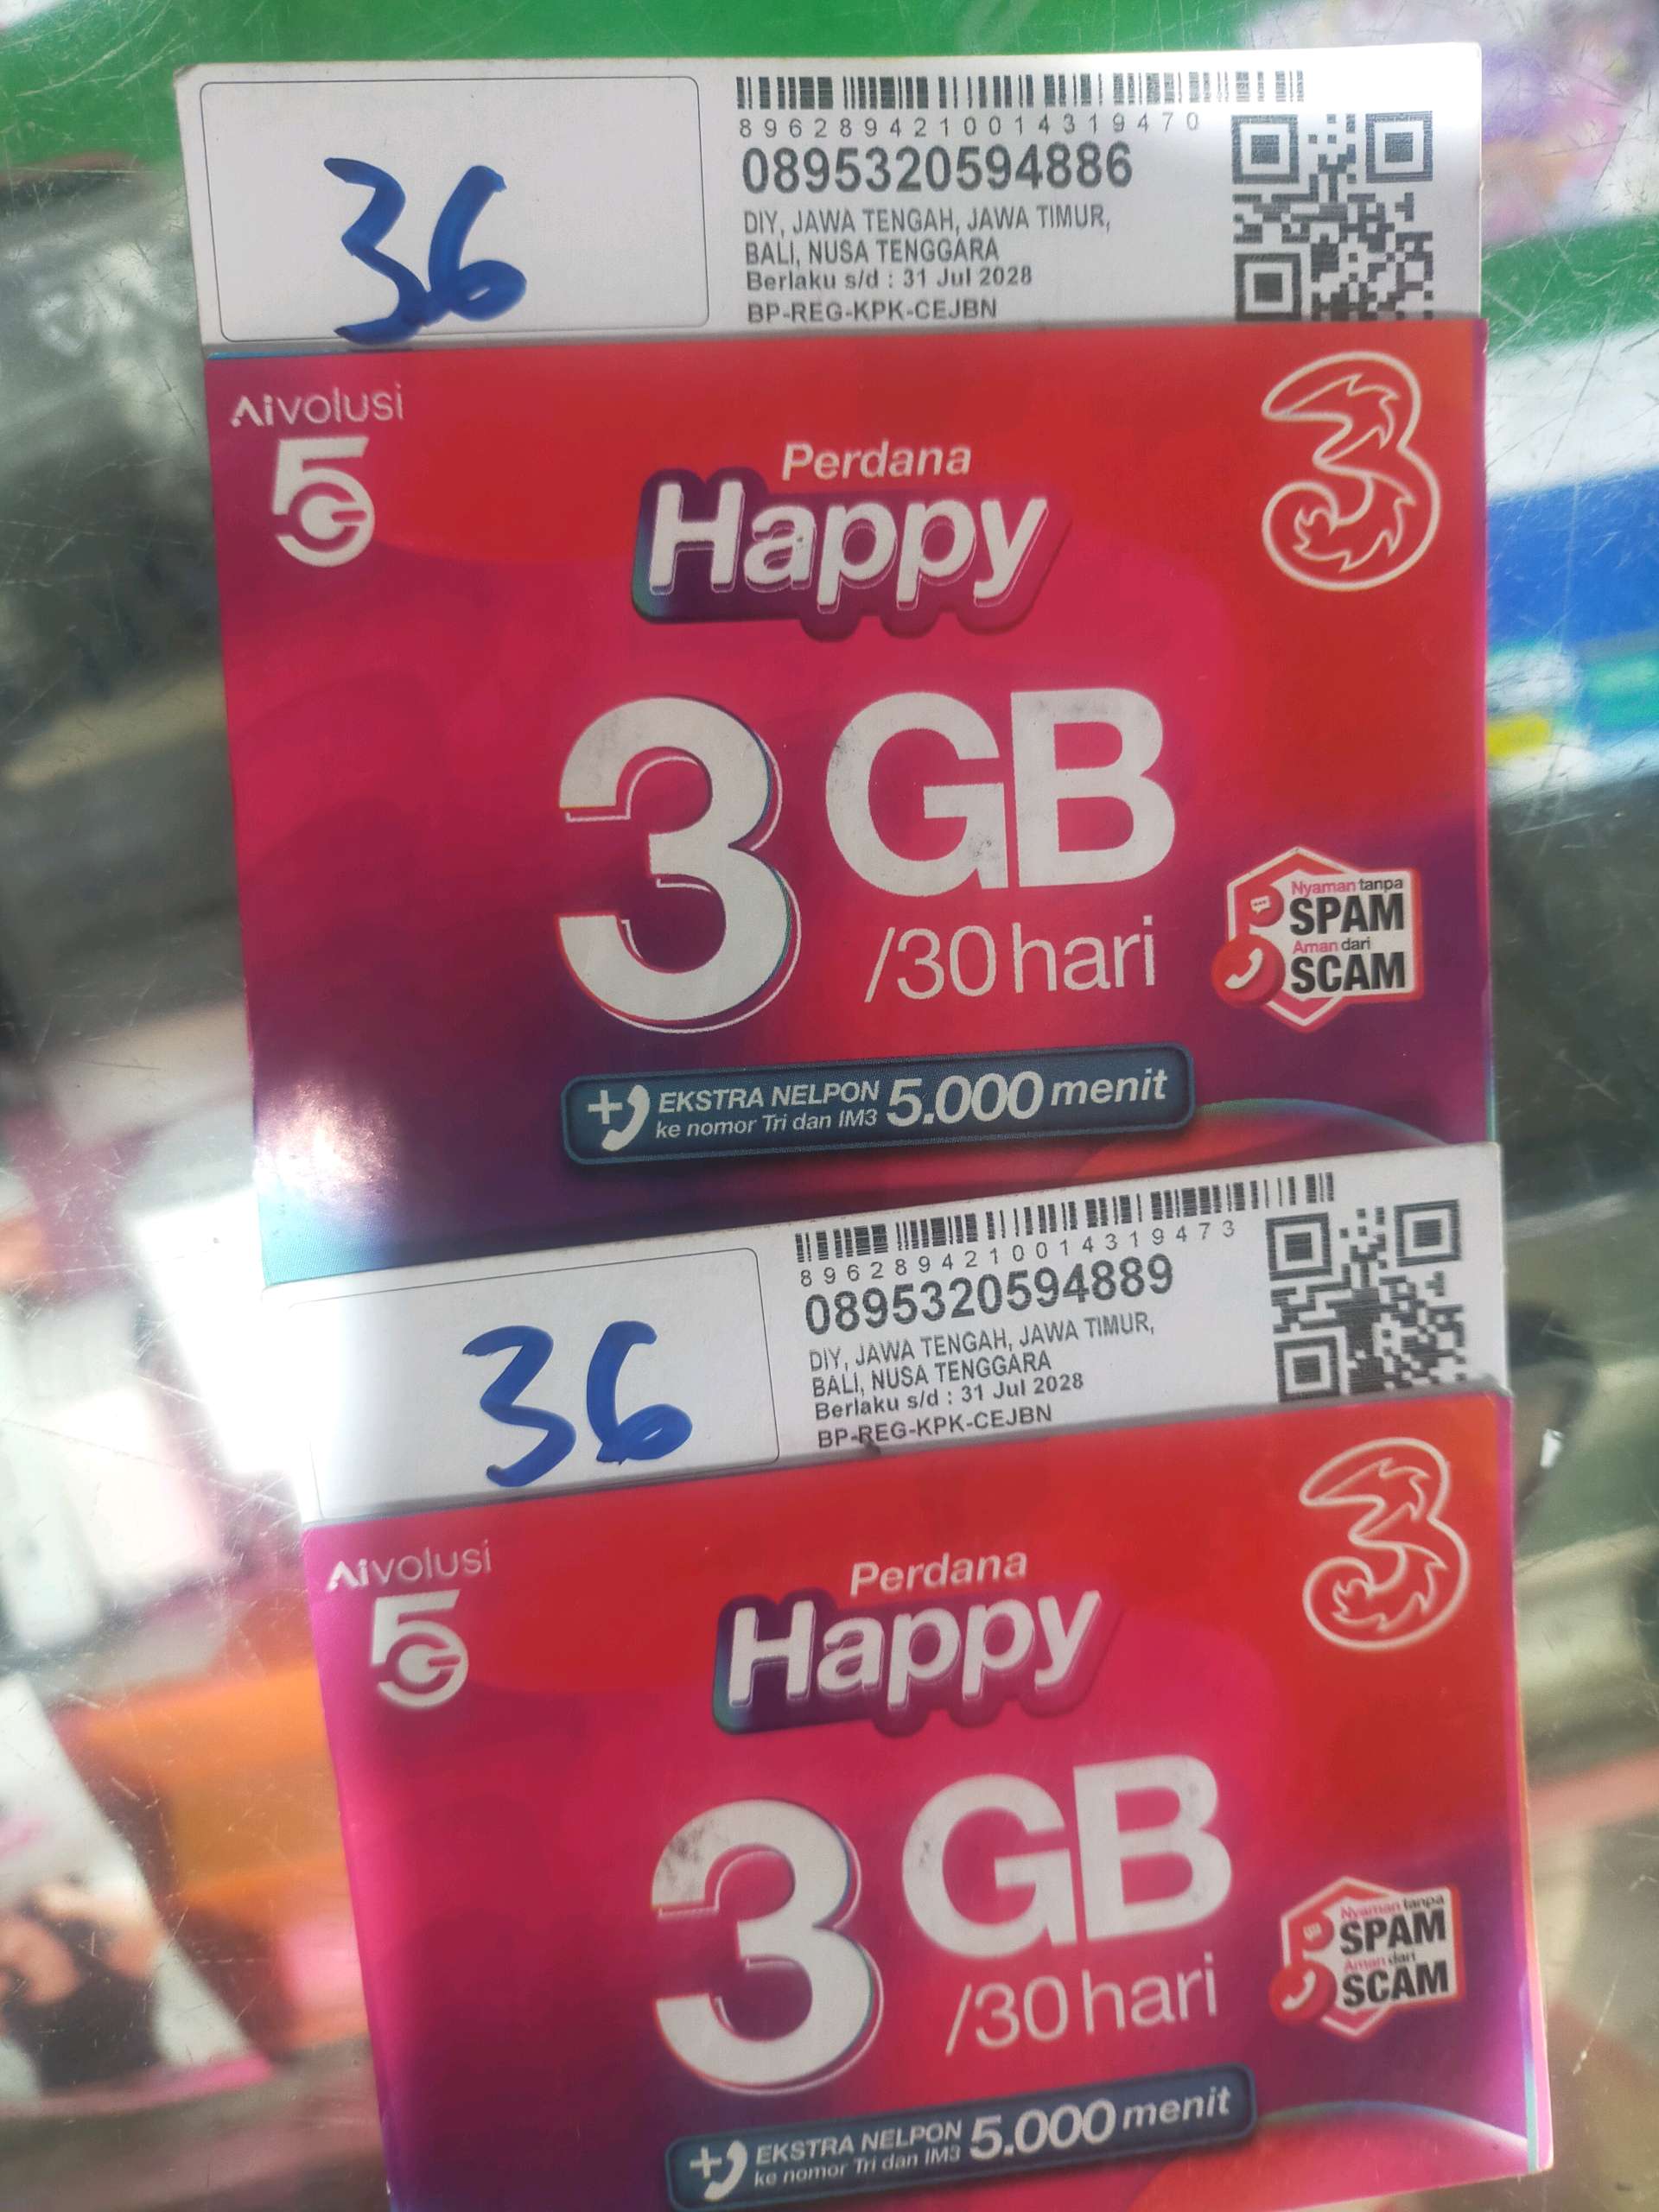 8962894210014319470
0895320594886
36
DIY, JAWA TENGAH, JAWA TIMUR,
BALI, NUSA TENGGARA
Berlaku s/d : 31 Jul 2028
BP-REG-KPK-CEJBN
Aivolusi
5G
3
Perdana
Happy
3 GB
/30 hari
Nyaman tanpa
SPAM
Aman dari
SCAM
EKSTRA NELPON
ke nomor Tri dan IM3
5.000 menit
8962894210014319473
0895320594889
36
DIY, JAWA TENGAH, JAWA TIMUR,
BALI, NUSA TENGGARA
Berlaku s/d : 31 Jul 2028
BP-REG-KPK-CEJBN
Aivolusi
5G
3
Perdana
Happy
3 GB
/30 hari
Nyaman tanpa
SPAM
Aman dari
SCAM
+ EKSTRA NELPON
ke nomor Tri dan IM3
5.000 menit